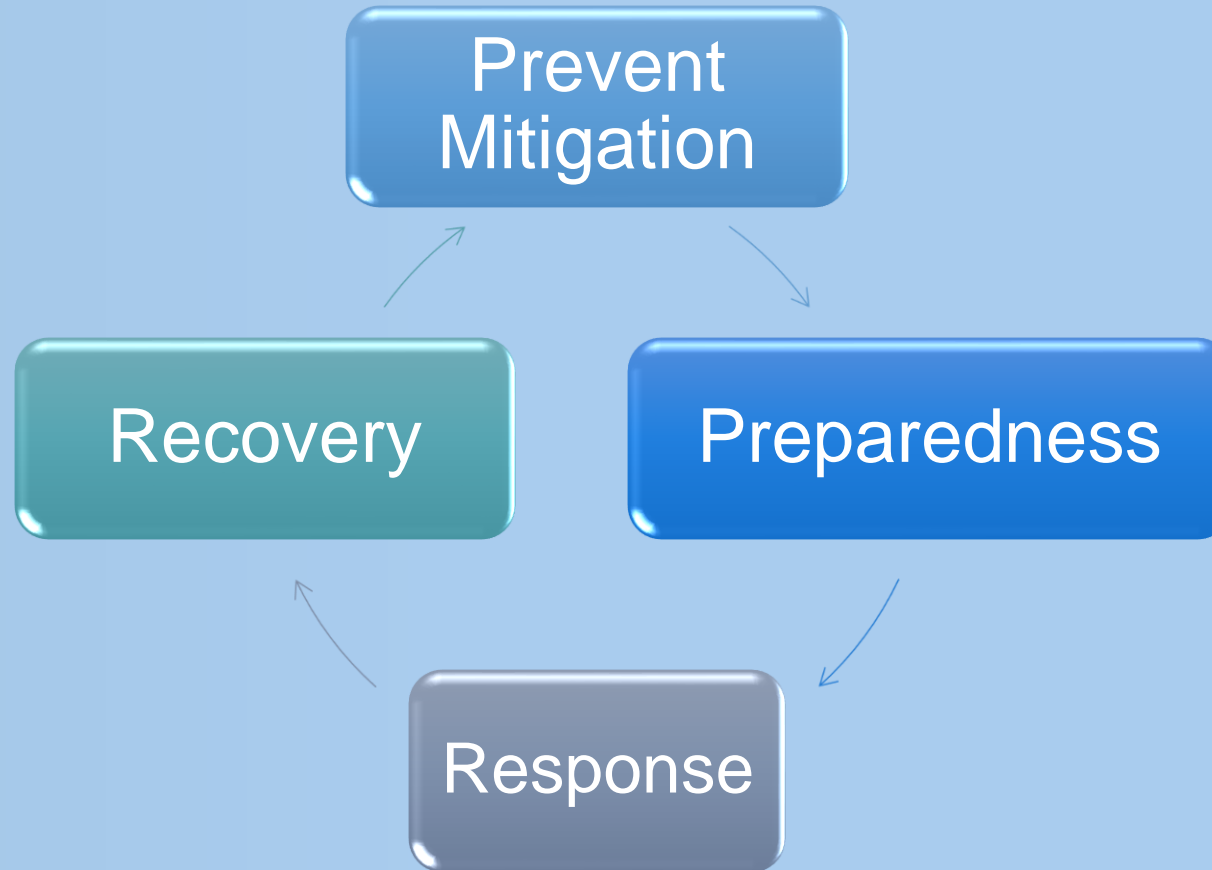 Prevent
Mitigation
Recovery
Preparedness
Response